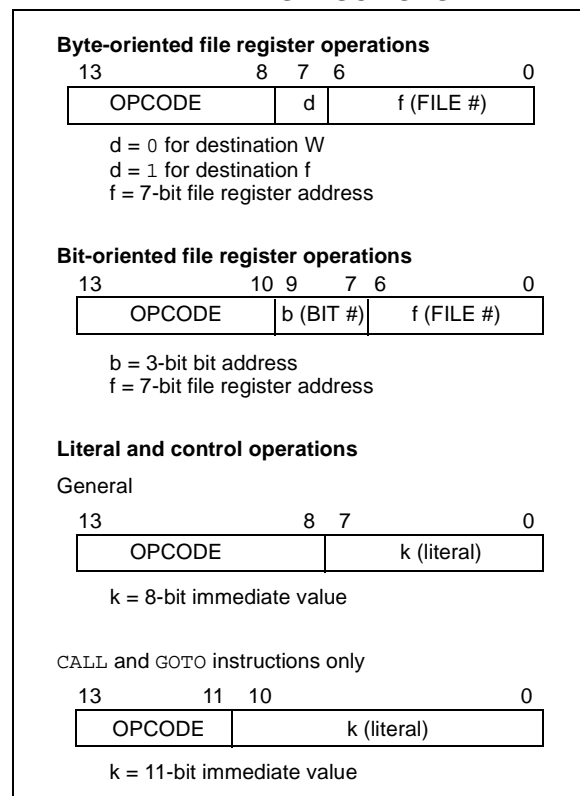 Byte-oriented file register operations
13 8 7 6 0
OPCODE d f (FILE #)
d = 0 for destination W
d = 1 for destination f
f = 7-bit file register address
Bit-oriented file register operations
13 10 9 7 6 0
OPCODE b (BIT #) f (FILE #)
b = 3-bit bit address
f = 7-bit file register address
Literal and control operations
General
13 8 7 0
OPCODE k (literal)
k = 8-bit immediate value
CALL and GOTO instructions only
13 11 10 0
OPCODE k (literal)
k = 11-bit immediate value